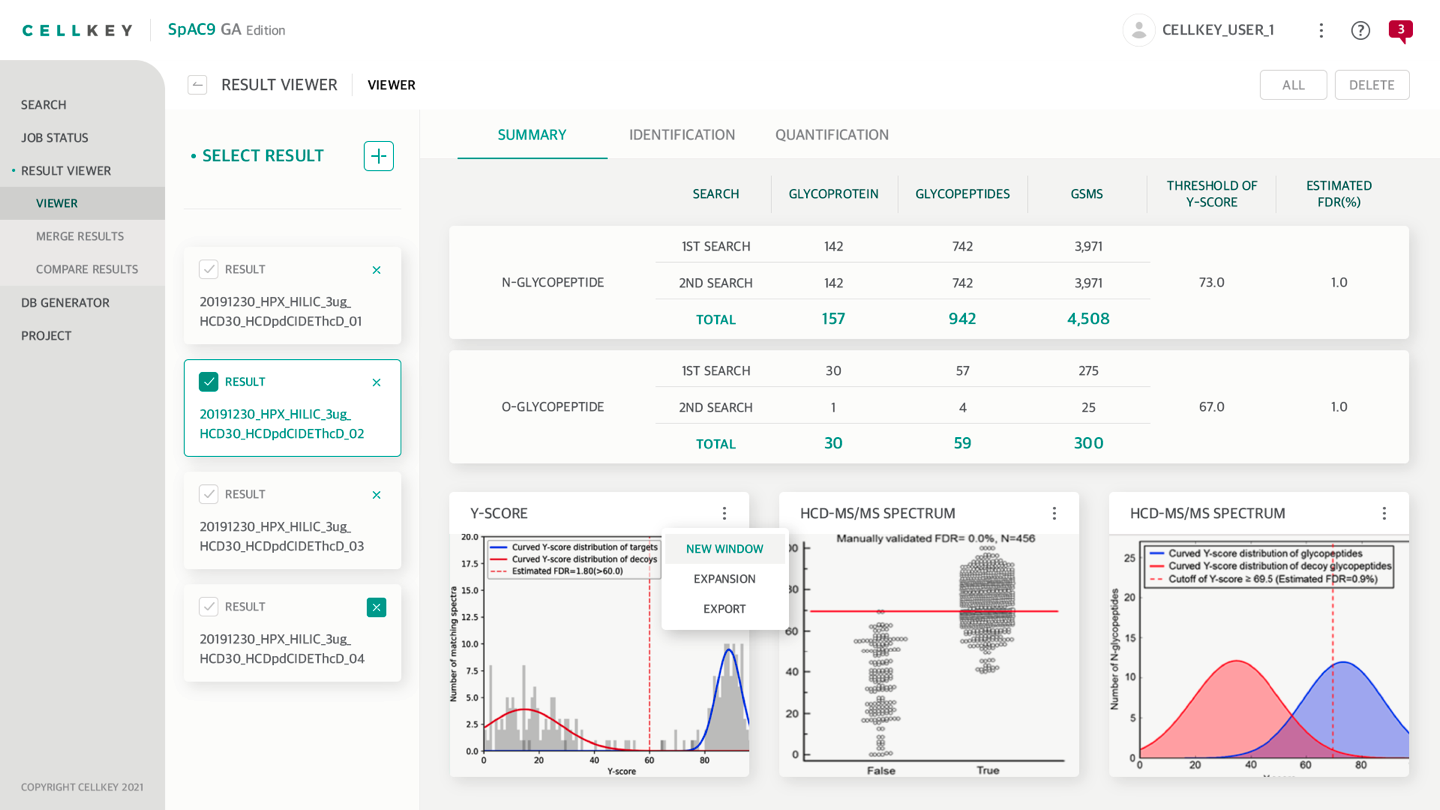 CELLKEY
SpAC9 GA Edition
CELLKEY_USER_1
3
SEARCH
JOB STATUS
RESULT VIEWER
VIEWER
MERGE RESULTS
COMPARE RESULTS
DB GENERATOR
PROJECT
COPYRIGHT CELLKEY 2021
RESULT VIEWER
VIEWER
ALL
DELETE
• SELECT RESULT
RESULT
20191230_HPX_HILIC_3ug_
HCD30_HCDpdCIDEThcD_01
RESULT
20191230_HPX_HILIC_3ug_
HCD30_HCDpdCIDEThcD_02
RESULT
20191230_HPX_HILIC_3ug_
HCD30_HCDpdCIDEThcD_03
RESULT
20191230_HPX_HILIC_3ug_
HCD30_HCDpdCIDEThcD_04
SUMMARY IDENTIFICATION QUANTIFICATION
SEARCH GLYCOPROTEIN GLYCOPEPTIDES GSMS THRESHOLD OF Y-SCORE ESTIMATED FDR(%)
N-GLYCOPEPTIDE
1ST SEARCH 142 742 3,971
2ND SEARCH 142 742 3,971
TOTAL 157 942 4,508
73.0 1.0
O-GLYCOPEPTIDE
1ST SEARCH 30 57 275
2ND SEARCH 1 4 25
TOTAL 30 59 300
67.0 1.0
Y-SCORE
NEW WINDOW
EXPANSION
EXPORT
Curved Y-score distribution of targets
Curved Y-score distribution of decoys
Estimated FDR=1.80(>60.0)
Number of matching spectra
20.0
17.5
15.0
12.5
10.0
7.5
5.0
2.5
0.0
0 20 40 60 80
Y-score
HCD-MS/MS SPECTRUM
Manually validated FDR= 0.0%, N=456
80
60
40
20
0
False True
HCD-MS/MS SPECTRUM
Curved Y-score distribution of glycopeptides
Curved Y-score distribution of decoy glycopeptides
Cutoff of Y-score ≥ 69.5 (Estimated FDR=0.9%)
Number of N-glycopeptides
25
20
15
10
5
0
0 20 40 60 80